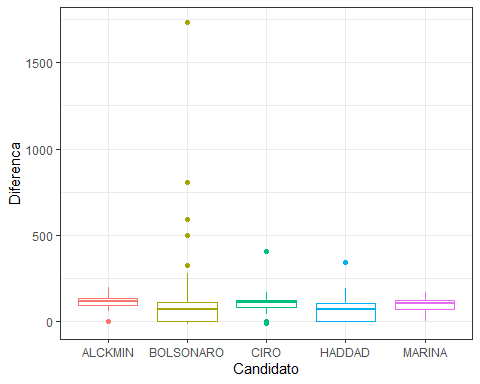 1500
1000
500
0
Diferenca
ALCKMIN BOLSONARO CIRO HADDAD MARINA
Candidato